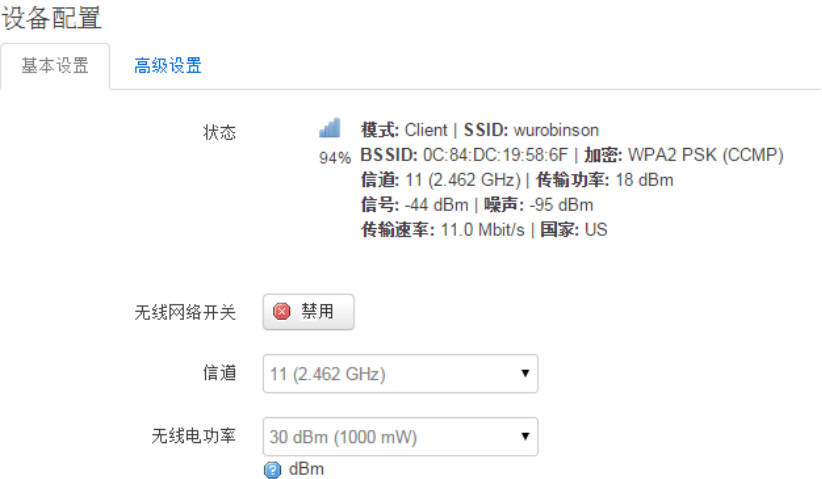 设备配置
基本设置 高级设置
状态
94%
模式: Client | SSID: wurobinson
BSSID: 0C:84:DC:19:58:6F | 加密: WPA2 PSK (CCMP)
信道: 11 (2.462 GHz) | 传输功率: 18 dBm
信号: -44 dBm | 噪声: -95 dBm
传输速率: 11.0 Mbit/s | 国家: US
无线网络开关 禁用
信道 11 (2.462 GHz)
无线电功率 30 dBm (1000 mW)
dBm